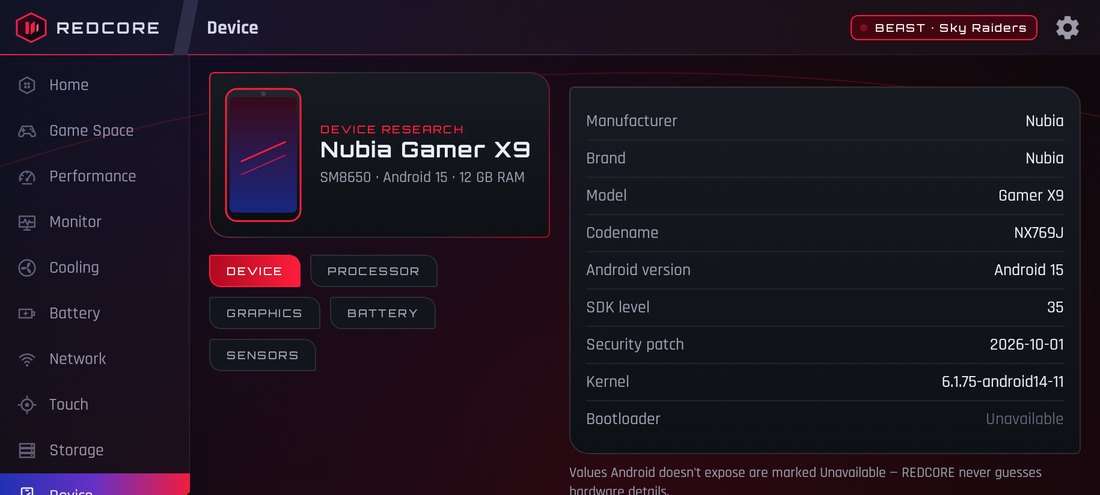 REDCORE
Device
BEAST · Sky Raiders
Home
Game Space
Performance
Monitor
Cooling
Battery
Network
Touch
Storage
Device
DEVICE RESEARCH
Nubia Gamer X9
SM8650 · Android 15 · 12 GB RAM
DEVICE
PROCESSOR
GRAPHICS
BATTERY
SENSORS
Manufacturer Nubia
Brand Nubia
Model Gamer X9
Codename NX769J
Android version Android 15
SDK level 35
Security patch 2026-10-01
Kernel 6.1.75-android14-11
Bootloader Unavailable
Values Android doesn't expose are marked Unavailable — REDCORE never guesses
hardware details.